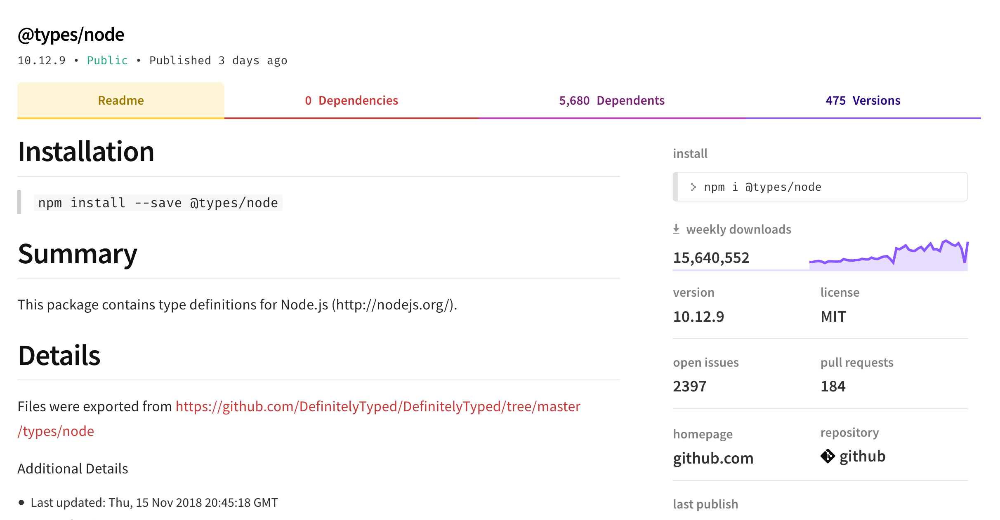 @types/node
10.12.9 • Public • Published 3 days ago
Readme
0 Dependencies
5,680 Dependents
475 Versions
Installation
npm install --save @types/node
Summary
This package contains type definitions for Node.js (http://nodejs.org/).
Details
Files were exported from https://github.com/DefinitelyTyped/DefinitelyTyped/tree/master
/types/node
Additional Details
• Last updated: Thu, 15 Nov 2018 20:45:18 GMT
install
npm i @types/node
weekly downloads
15,640,552
version
10.12.9
license
MIT
open issues
2397
pull requests
184
homepage
github.com
repository
github
last publish